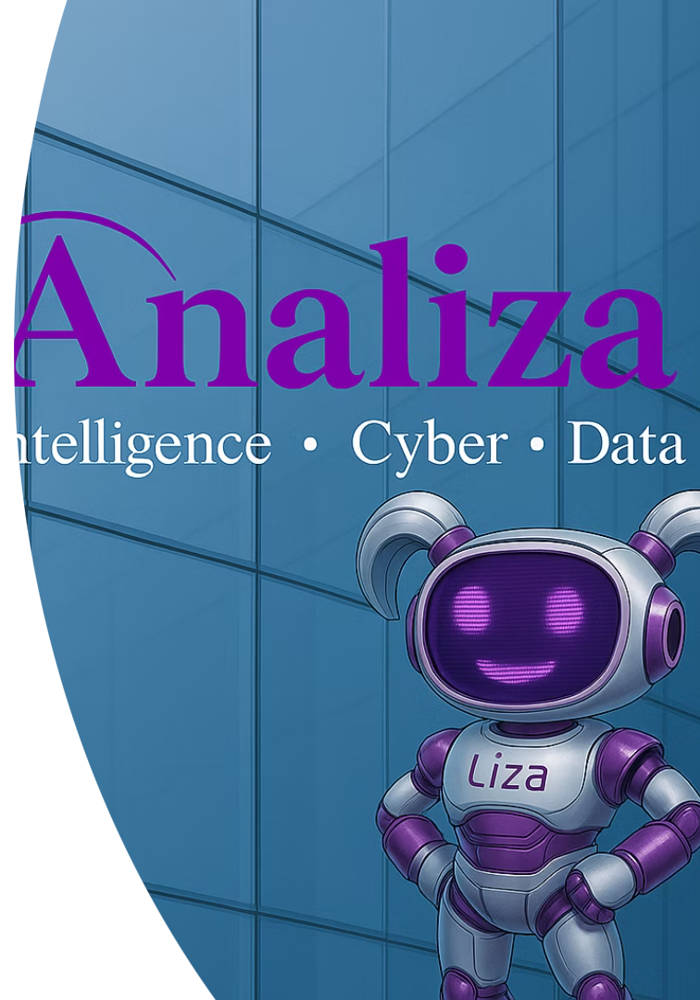 Analiza
ntelligence • Cyber • Data
Liza